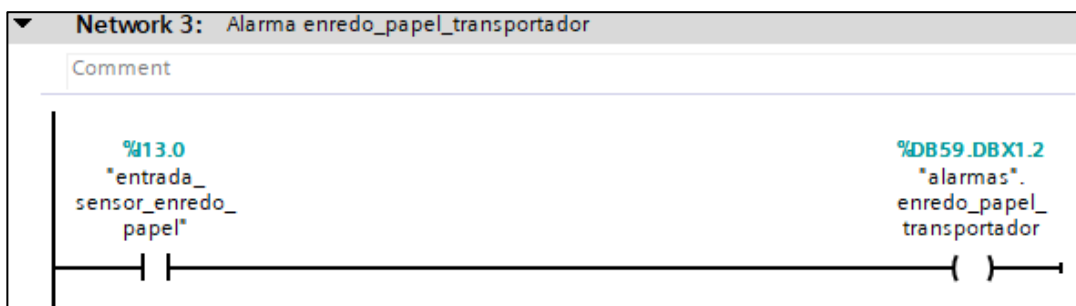 Network 3: Alarma enredo_papel_transportador
Comment
%I13.0
"entrada_
sensor_enredo_
papel"
%DB59.DBX1.2
"alarmas".
enredo_papel_
transportador